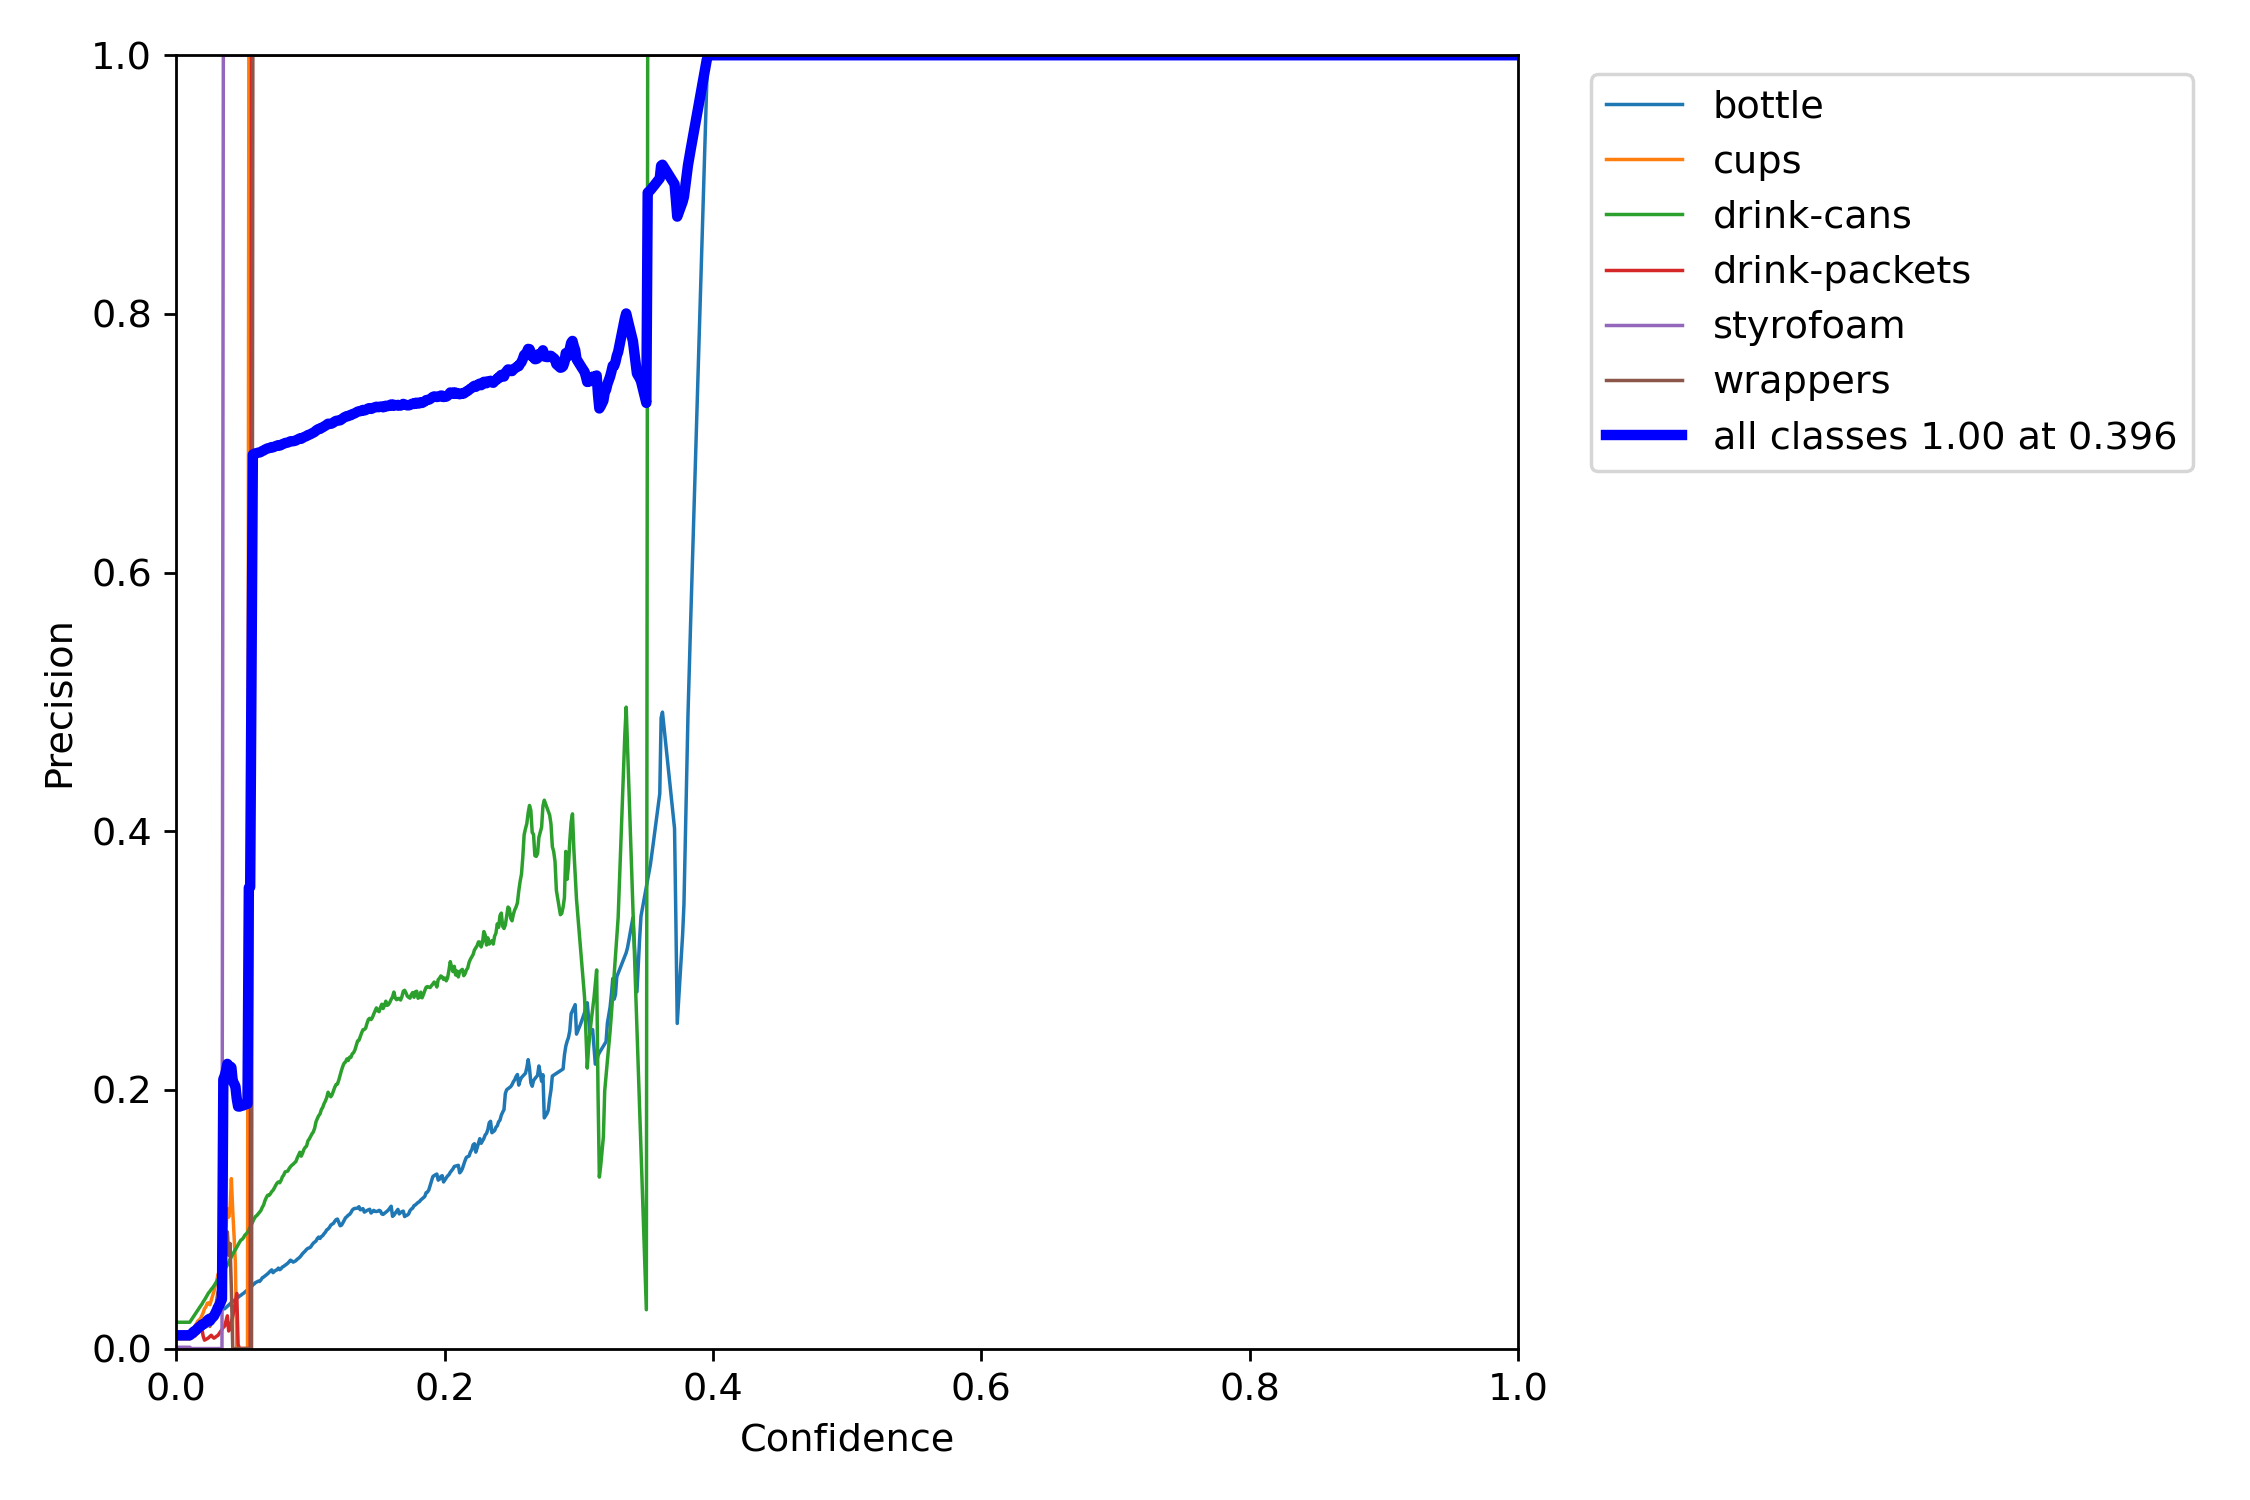 1.0
0.8
0.6
0.4
0.2
0.0
Precision
0.0 0.2 0.4 0.6 0.8 1.0
Confidence
bottle
cups
drink-cans
drink-packets
styrofoam
wrappers
all classes 1.00 at 0.396